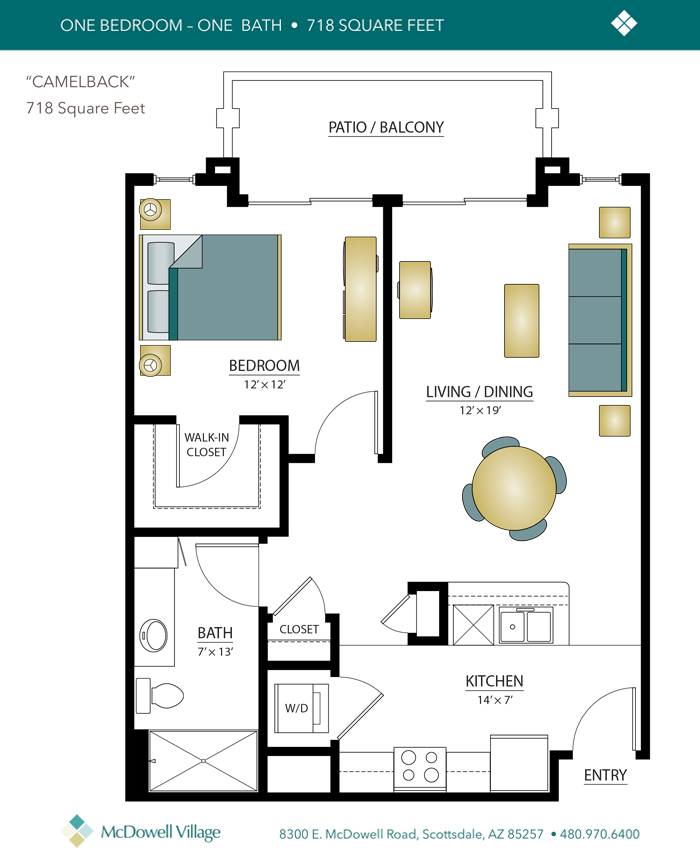 ONE BEDROOM – ONE BATH • 718 SQUARE FEET
“CAMELBACK”
718 Square Feet
PATIO / BALCONY
BEDROOM
12’ × 12’
LIVING / DINING
12’ × 19’
WALK-IN
CLOSET
BATH
7’ × 13’
CLOSET
KITCHEN
14’ × 7’
W/D
ENTRY
McDowell Village
8300 E. McDowell Road, Scottsdale, AZ 85257 • 480.970.6400